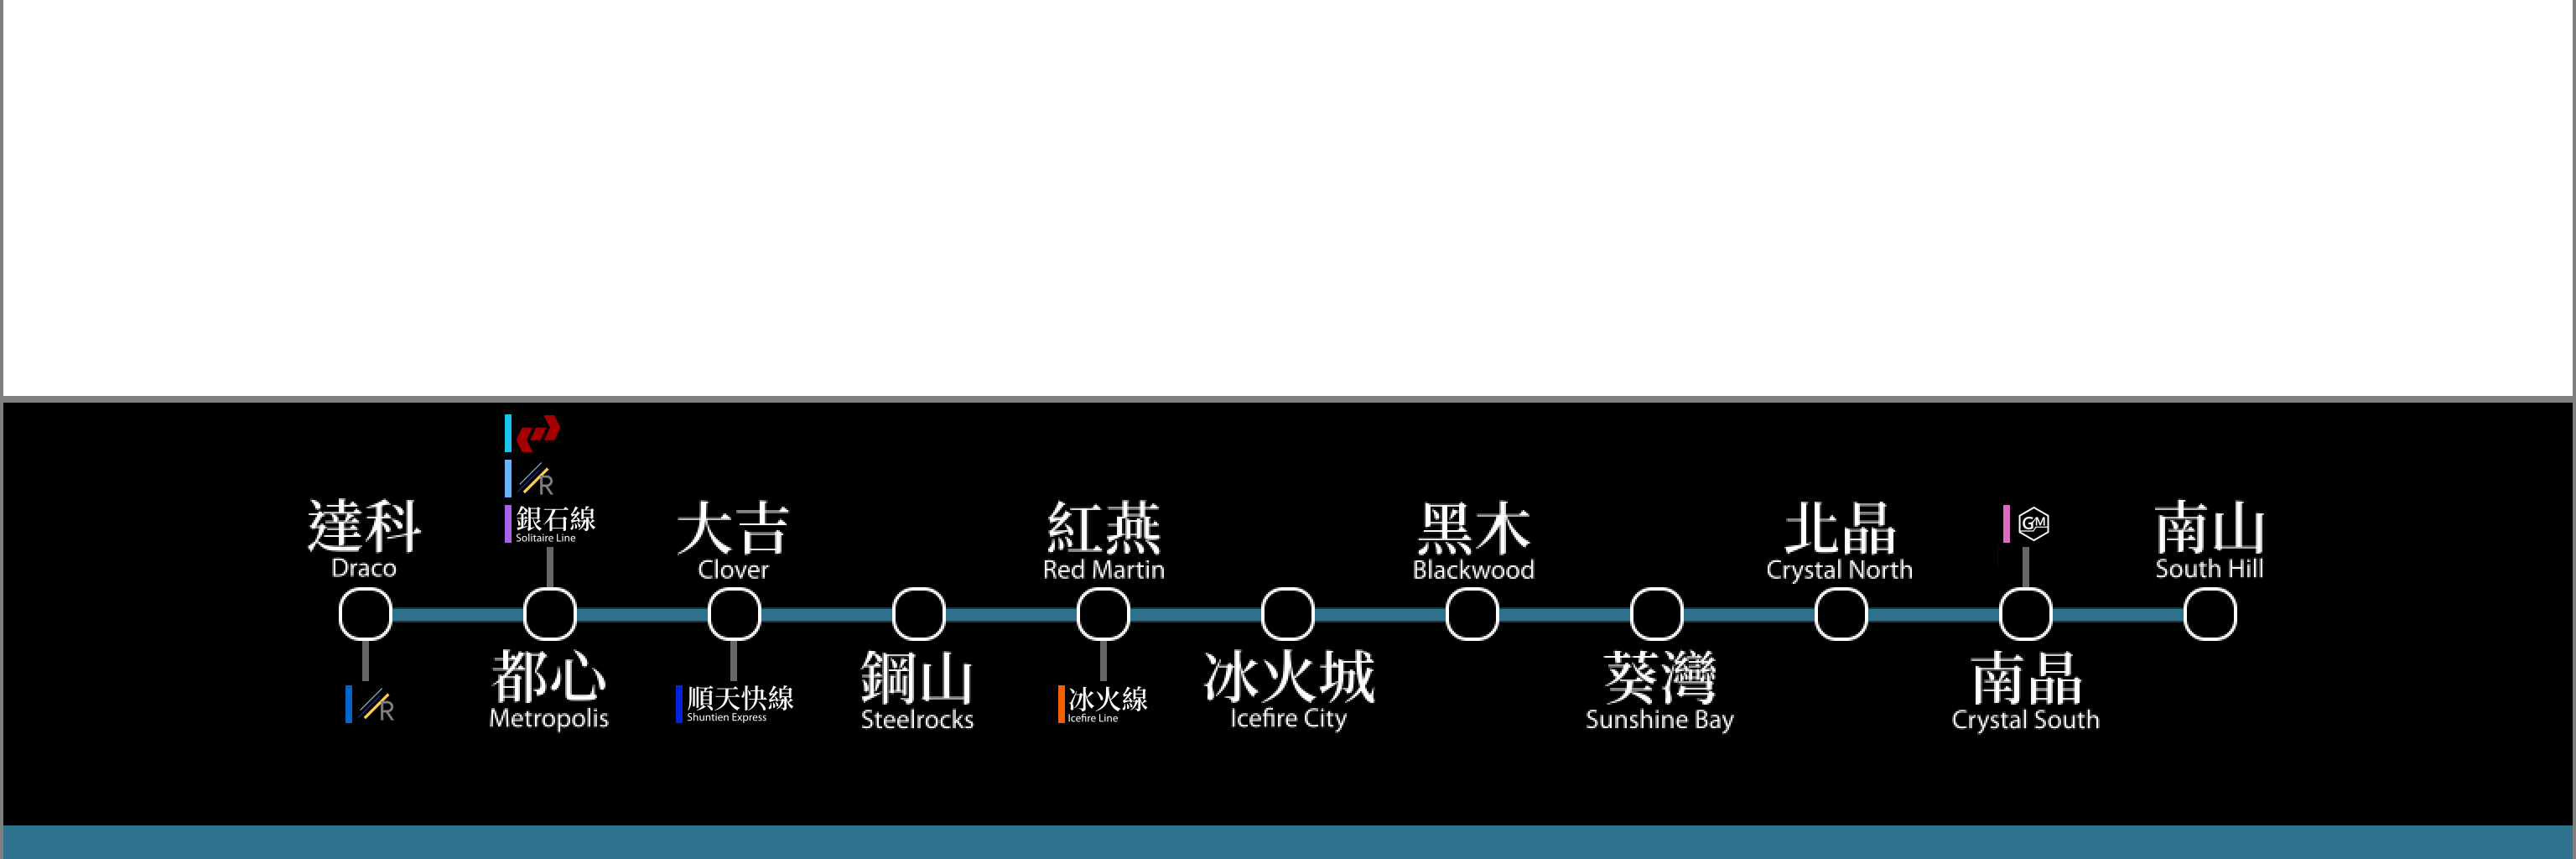 達科
Draco
R
R
銀石線
Solitaire Line
都心
Metropolis
大吉
Clover
順天快線
Shuntien Express
鋼山
Steelrocks
紅燕
Red Martin
冰火線
Icefire Line
冰火城
Icefire City
黑木
Blackwood
葵灣
Sunshine Bay
北晶
Crystal North
GM
南晶
Crystal South
南山
South Hill